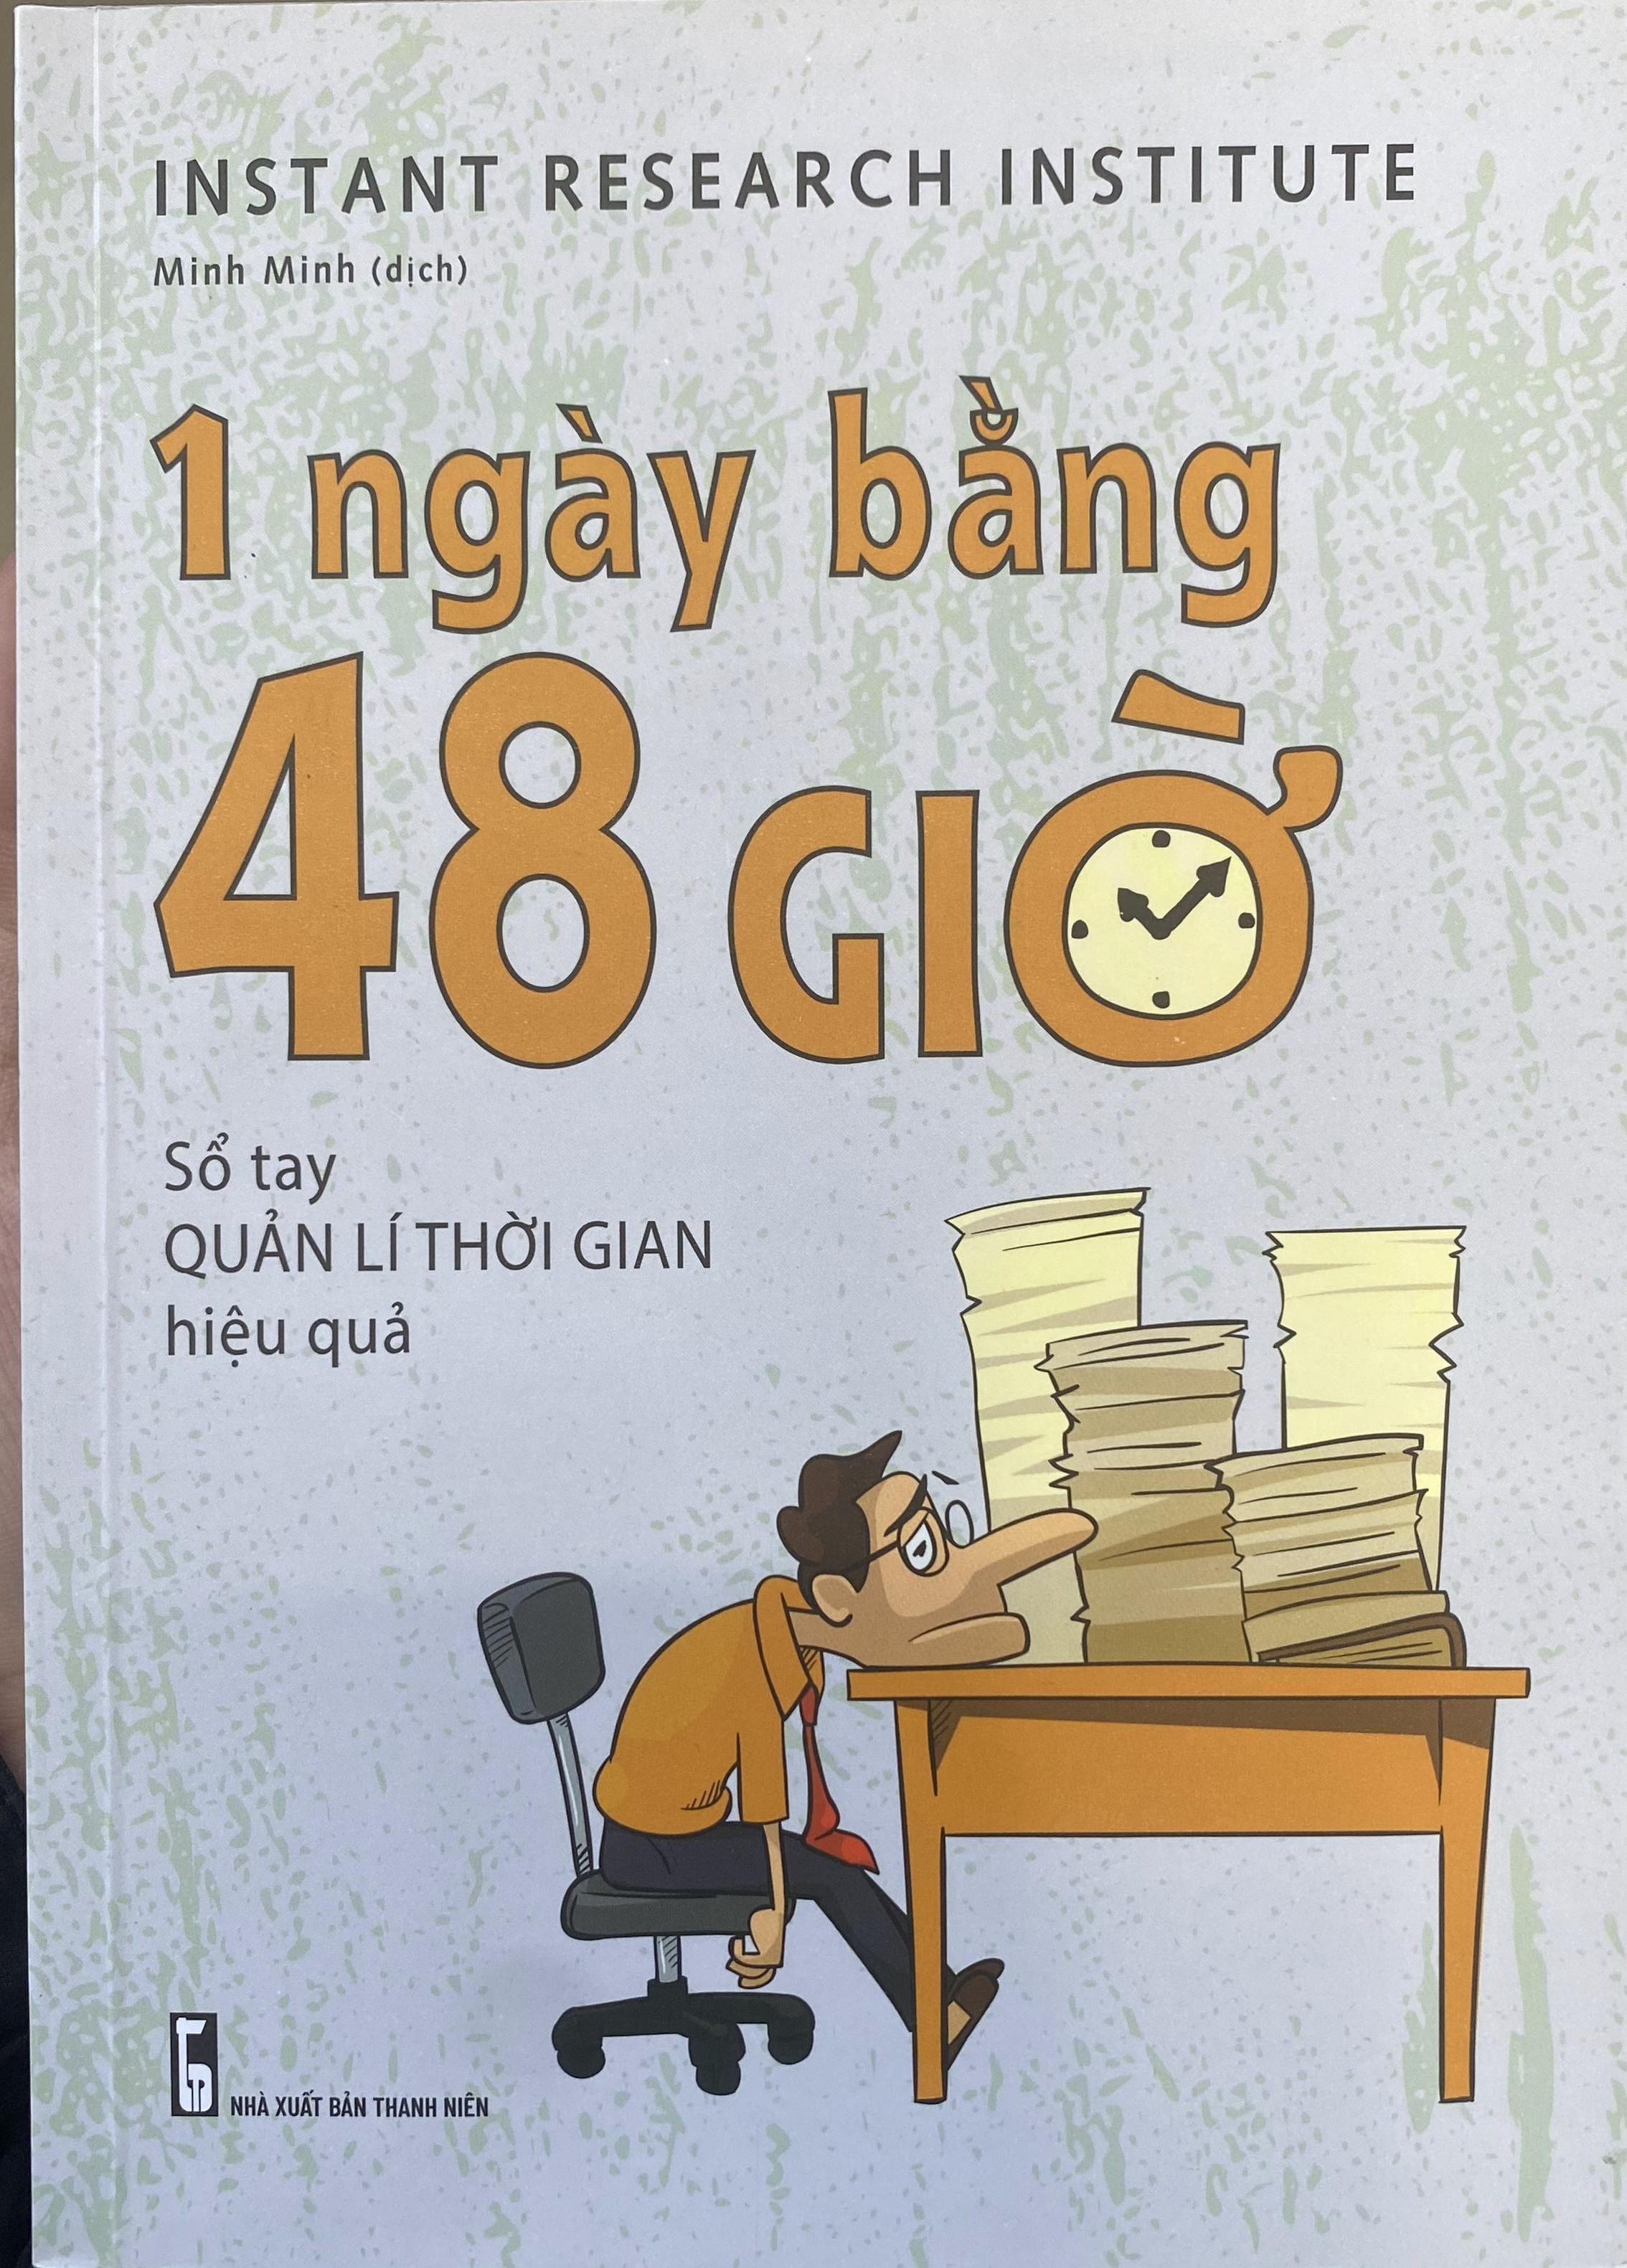 INSTANT RESEARCH INSTITUTE
Minh Minh (dịch)
1 ngày bằng
48 GIỜ
Sổ tay
QUẢN LÍ THỜI GIAN
hiệu quả
NHÀ XUẤT BẢN THANH NIÊN